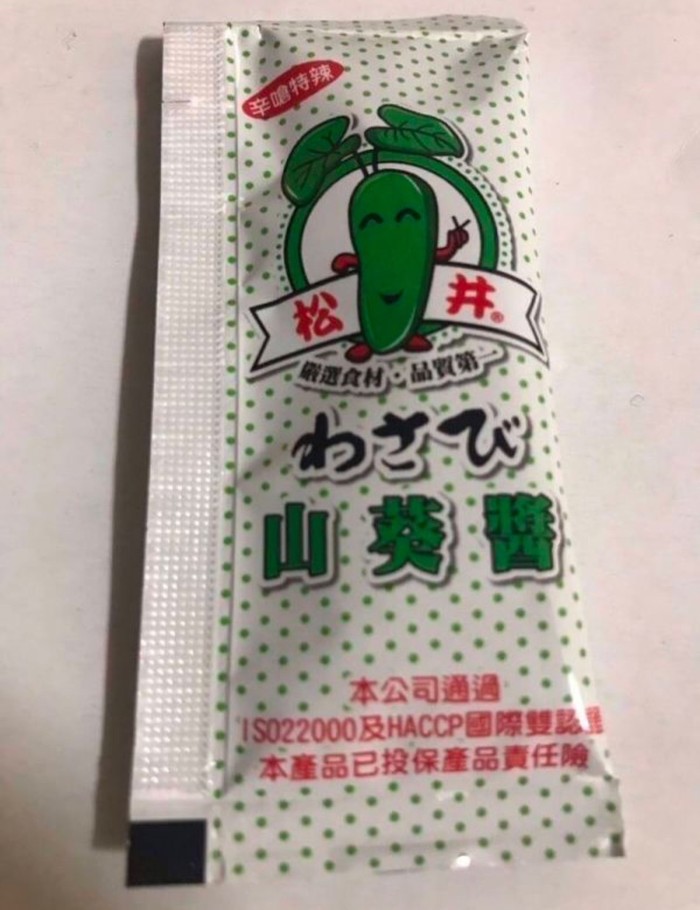 辛嗆特辣
松井®
嚴選食材・品質第一
わさび
山葵醬
本公司通過
ISO22000及HACCP國際雙認證
本產品已投保產品責任險